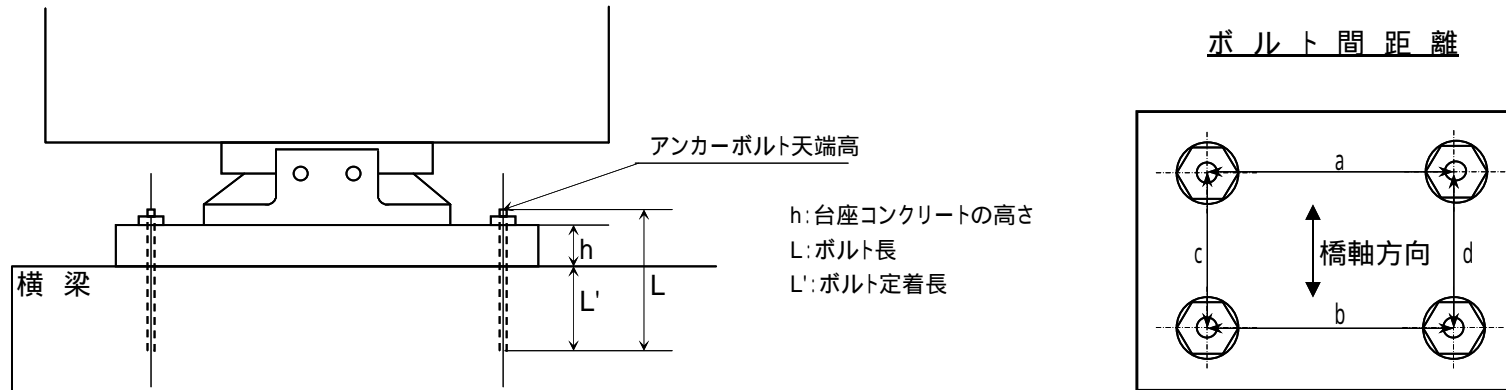 ボルト間距離
アンカーボルト天端高
h:台座コンクリートの高さ
L:ボルト長
L':ボルト定着長
横梁
h
L'
L
a
c
橋軸方向
d
b